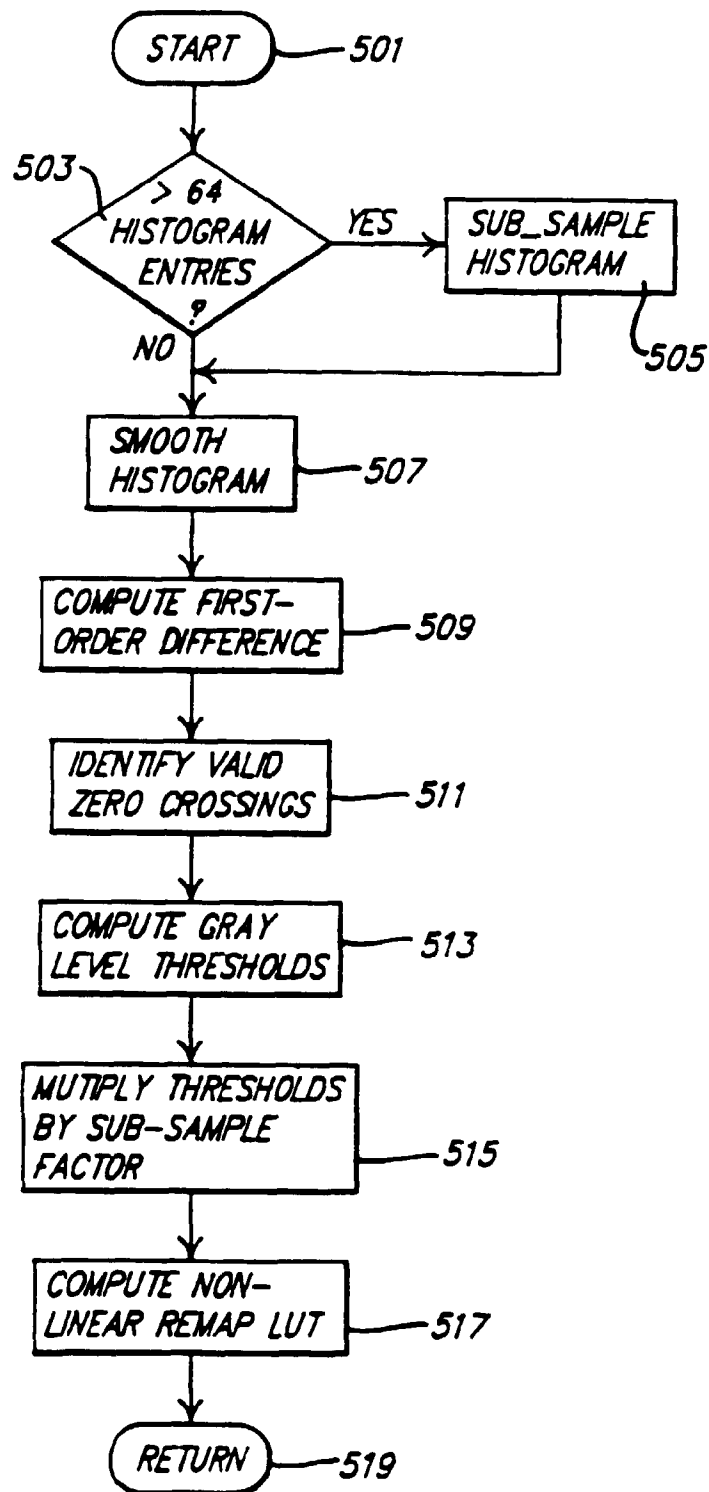 START
501
503
> 64
HISTOGRAM
ENTRIES
?
YES
SUB_SAMPLE
HISTOGRAM
505
NO
SMOOTH
HISTOGRAM
507
COMPUTE FIRST-
ORDER DIFFERENCE
509
IDENTIFY VALID
ZERO CROSSINGS
511
COMPUTE GRAY
LEVEL THRESHOLDS
513
MUTIPLY THRESHOLDS
BY SUB-SAMPLE
FACTOR
515
COMPUTE NON-
LINEAR REMAP LUT
517
RETURN
519